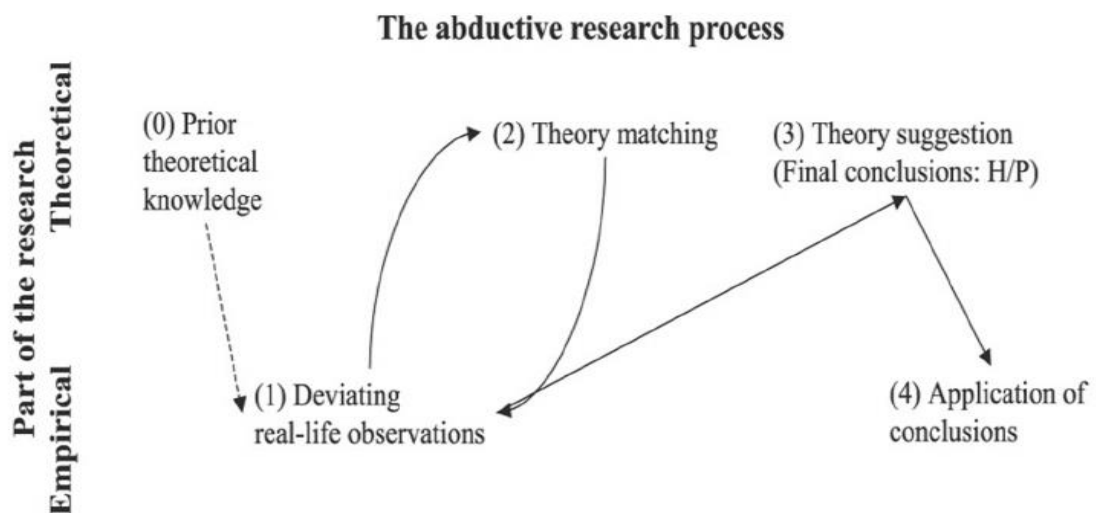 The abductive research process
Part of the research
Theoretical
Empirical
(0) Prior
theoretical
knowledge
(2) Theory matching
(3) Theory suggestion
(Final conclusions: H/P)
(1) Deviating
real-life observations
(4) Application of
conclusions